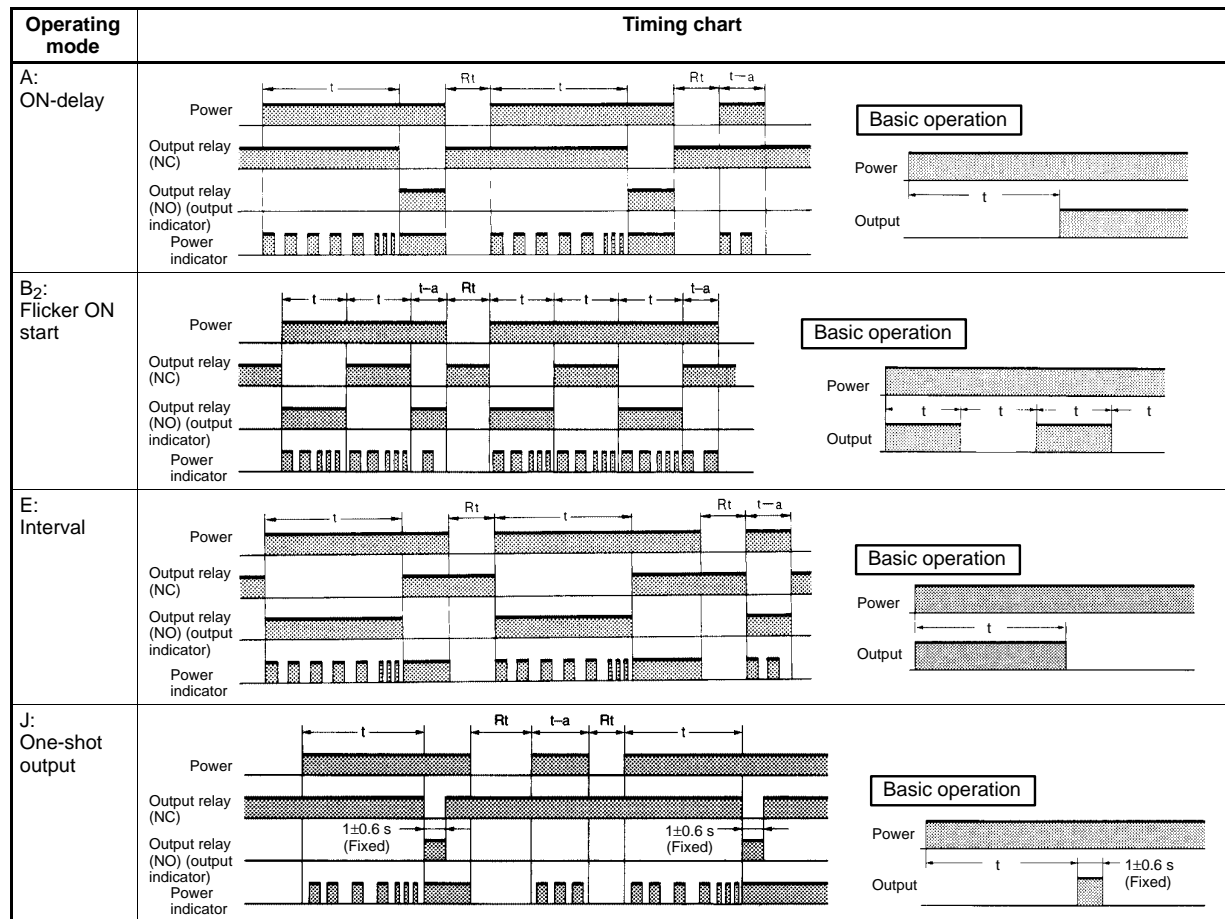 Operating mode
Timing chart
A:
ON-delay
t
Rt
t
Rt
t–a
Power
Output relay
(NC)
Output relay
(NO) (output
indicator)
Power
indicator
Basic operation
Power
t
Output
B2:
Flicker ON
start
t
t
t–a
Rt
t
t
t
t–a
Power
Output relay
(NC)
Output relay
(NO) (output
indicator)
Power
indicator
Basic operation
Power
t
t
t
t
Output
E:
Interval
t
Rt
t
Rt
t–a
Power
Output relay
(NC)
Output relay
(NO) (output
indicator)
Power
indicator
Basic operation
Power
t
Output
J:
One-shot
output
t
Rt
t–a
Rt
t
Power
Output relay
(NC)
1±0.6 s
(Fixed)
1±0.6 s
(Fixed)
Output relay
(NO) (output
indicator)
Power
indicator
Basic operation
Power
t
1±0.6 s
(Fixed)
Output